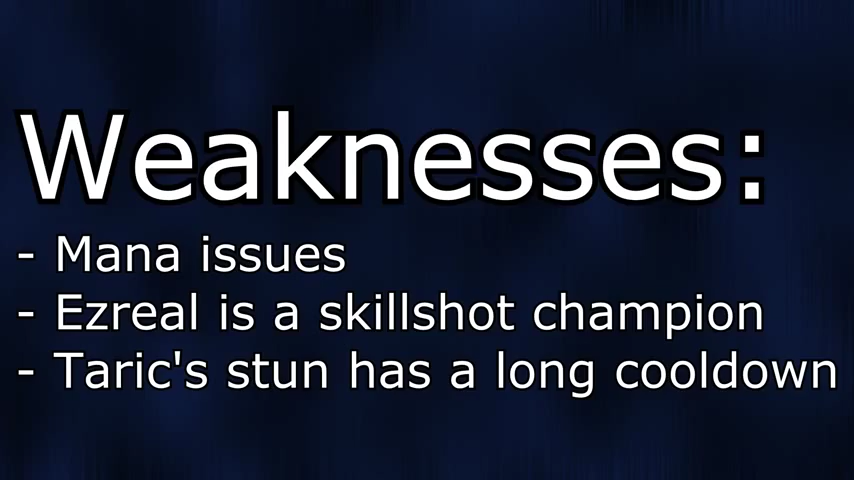 Weaknesses:
- Mana issues
- Ezreal is a skillshot champion
- Taric's stun has a long cooldown